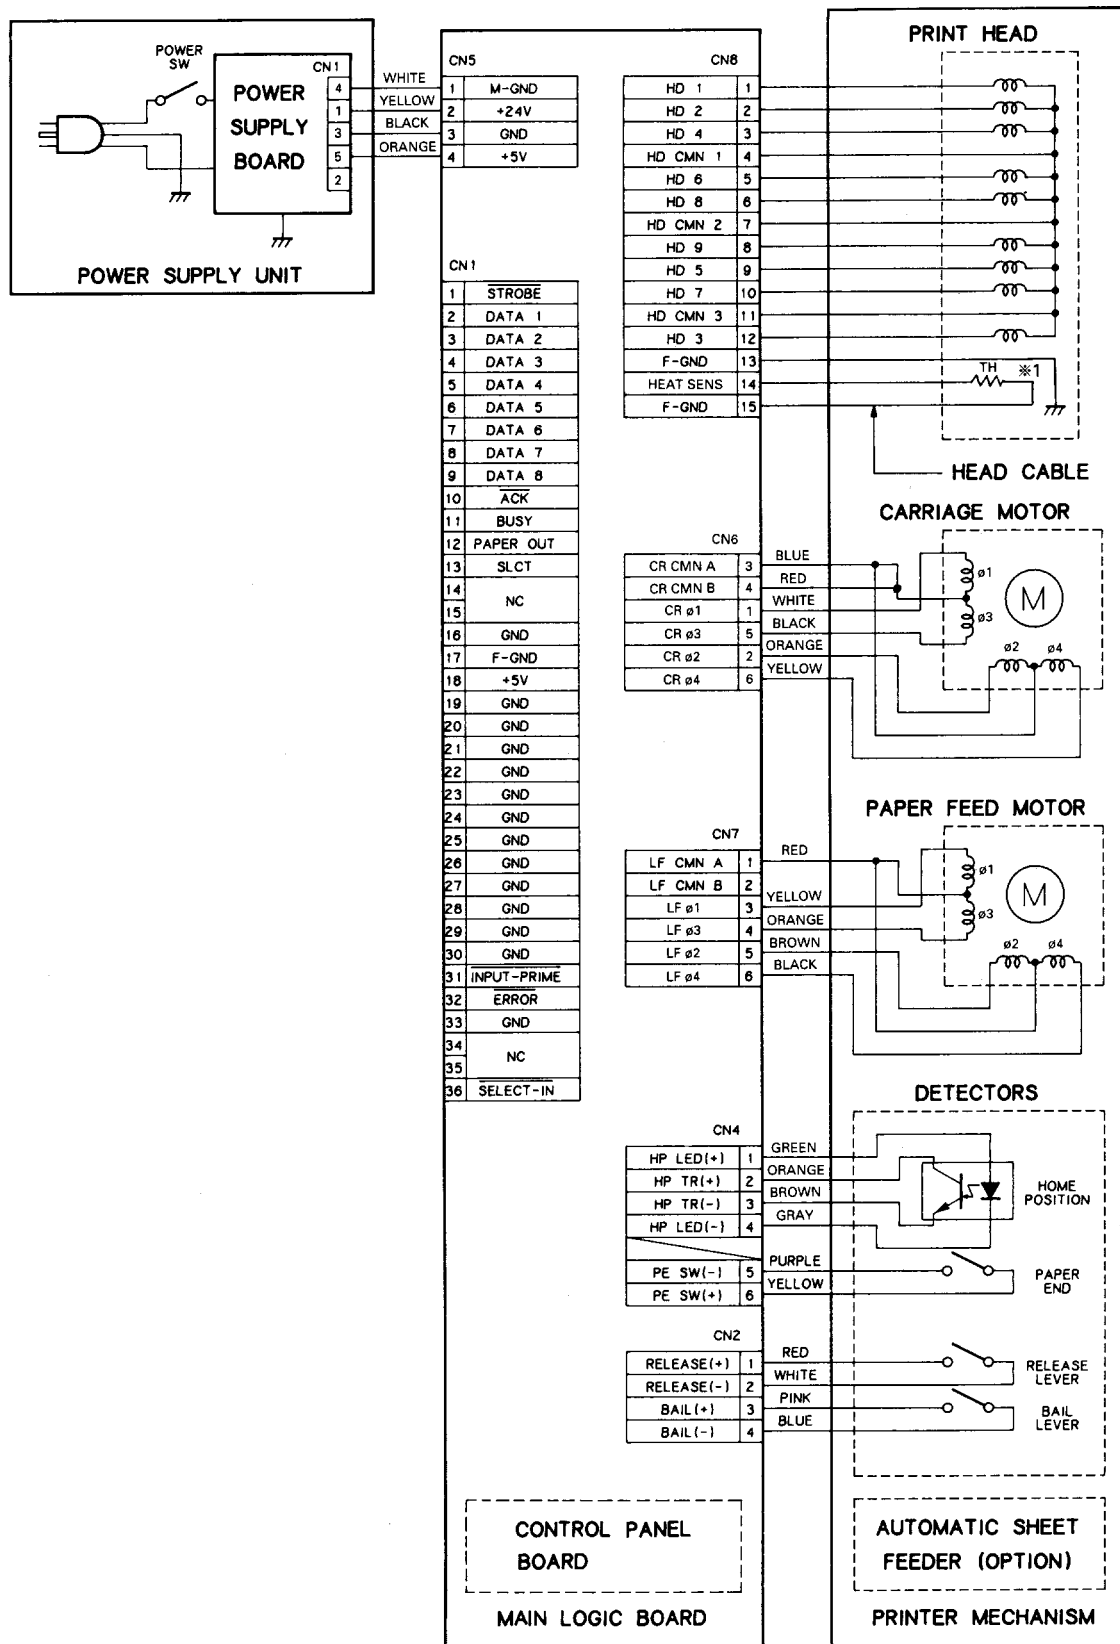 POWER
SW
POWER
SUPPLY
BOARD
CN1
4
1
3
5
2
POWER SUPPLY UNIT
WHITE
YELLOW
BLACK
ORANGE
CN5
1 M-GND
2 +24V
3 GND
4 +5V
CN1
1 STROBE
2 DATA 1
3 DATA 2
4 DATA 3
5 DATA 4
6 DATA 5
7 DATA 6
8 DATA 7
9 DATA 8
10 ACK
11 BUSY
12 PAPER OUT
13 SLCT
14
NC
15
16 GND
17 F-GND
18 +5V
19 GND
20 GND
21 GND
22 GND
23 GND
24 GND
25 GND
26 GND
27 GND
28 GND
29 GND
30 GND
31 INPUT-PRIME
32 ERROR
33 GND
34
NC
35
36 SELECT-IN
CN8
HD 1 1
HD 2 2
HD 4 3
HD CMN 1 4
HD 6 5
HD 8 6
HD CMN 2 7
HD 9 8
HD 5 9
HD 7 10
HD CMN 3 11
HD 3 12
F-GND 13
HEAT SENS 14
F-GND 15
PRINT HEAD
TH ※1
HEAD CABLE
CARRIAGE MOTOR
CN6
CR CMN A 3 BLUE
CR CMN B 4 RED
CR ø1 1 WHITE
CR ø3 5 BLACK
CR ø2 2 ORANGE
CR ø4 6 YELLOW
ø1
M
ø3
ø2 ø4
PAPER FEED MOTOR
CN7
LF CMN A 1 RED
LF CMN B 2
LF ø1 3 YELLOW
LF ø3 4 ORANGE
LF ø2 5 BROWN
LF ø4 6 BLACK
ø1
M
ø3
ø2 ø4
DETECTORS
CN4
HP LED(+) 1 GREEN
HP TR(+) 2 ORANGE
HP TR(-) 3 BROWN
HP LED(-) 4 GRAY
PE SW(-) 5 PURPLE
PE SW(+) 6 YELLOW
HOME
POSITION
PAPER
END
CN2
RELEASE(+) 1 RED
RELEASE(-) 2 WHITE
BAIL(+) 3 PINK
BAIL(-) 4 BLUE
RELEASE
LEVER
BAIL
LEVER
CONTROL PANEL
BOARD
MAIN LOGIC BOARD
AUTOMATIC SHEET
FEEDER (OPTION)
PRINTER MECHANISM